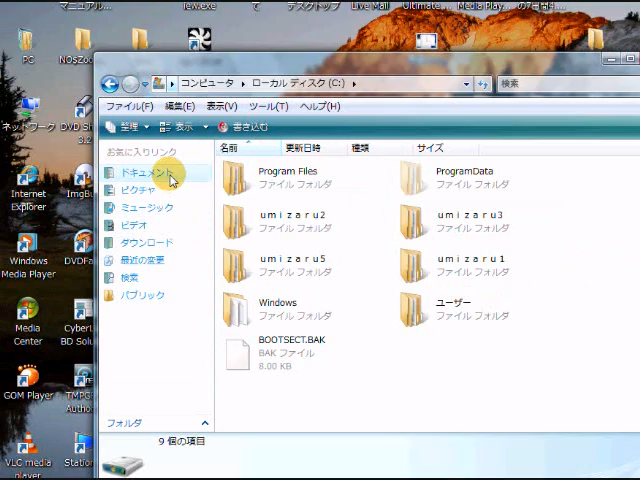 マニュアル...
て
デスクトップ
Live Mail
Ultimate...
Media Play...
PC
NOSZoo
ネットワーク
DVD Sh
3.2
Internet
Explorer
ImgBu
Windows
Media Player
DVDFa
Media
Center
CyberL
BD Solu
GOM Player
TMPG
Autho
VLC media
player
Station
コンピュータ
ローカル ディスク (C:)
検索
ファイル(F)
編集(E)
表示(V)
ツール(T)
ヘルプ(H)
整理
表示
書き込む
お気に入りリンク
ドキュメント
ピクチャ
ミュージック
ビデオ
ダウンロード
最近の変更
検索
パブリック
フォルダ
名前
更新日時
種類
サイズ
Program Files
ファイル フォルダ
ProgramData
ファイル フォルダ
ｕｍｉｚａｒｕ2
ファイル フォルダ
ｕｍｉｚａｒｕ3
ファイル フォルダ
ｕｍｉｚａｒｕ5
ファイル フォルダ
ｕｍｉｚａｒｕ1
ファイル フォルダ
Windows
ファイル フォルダ
ユーザー
ファイル フォルダ
BOOTSECT.BAK
BAK ファイル
8.00 KB
9 個の項目